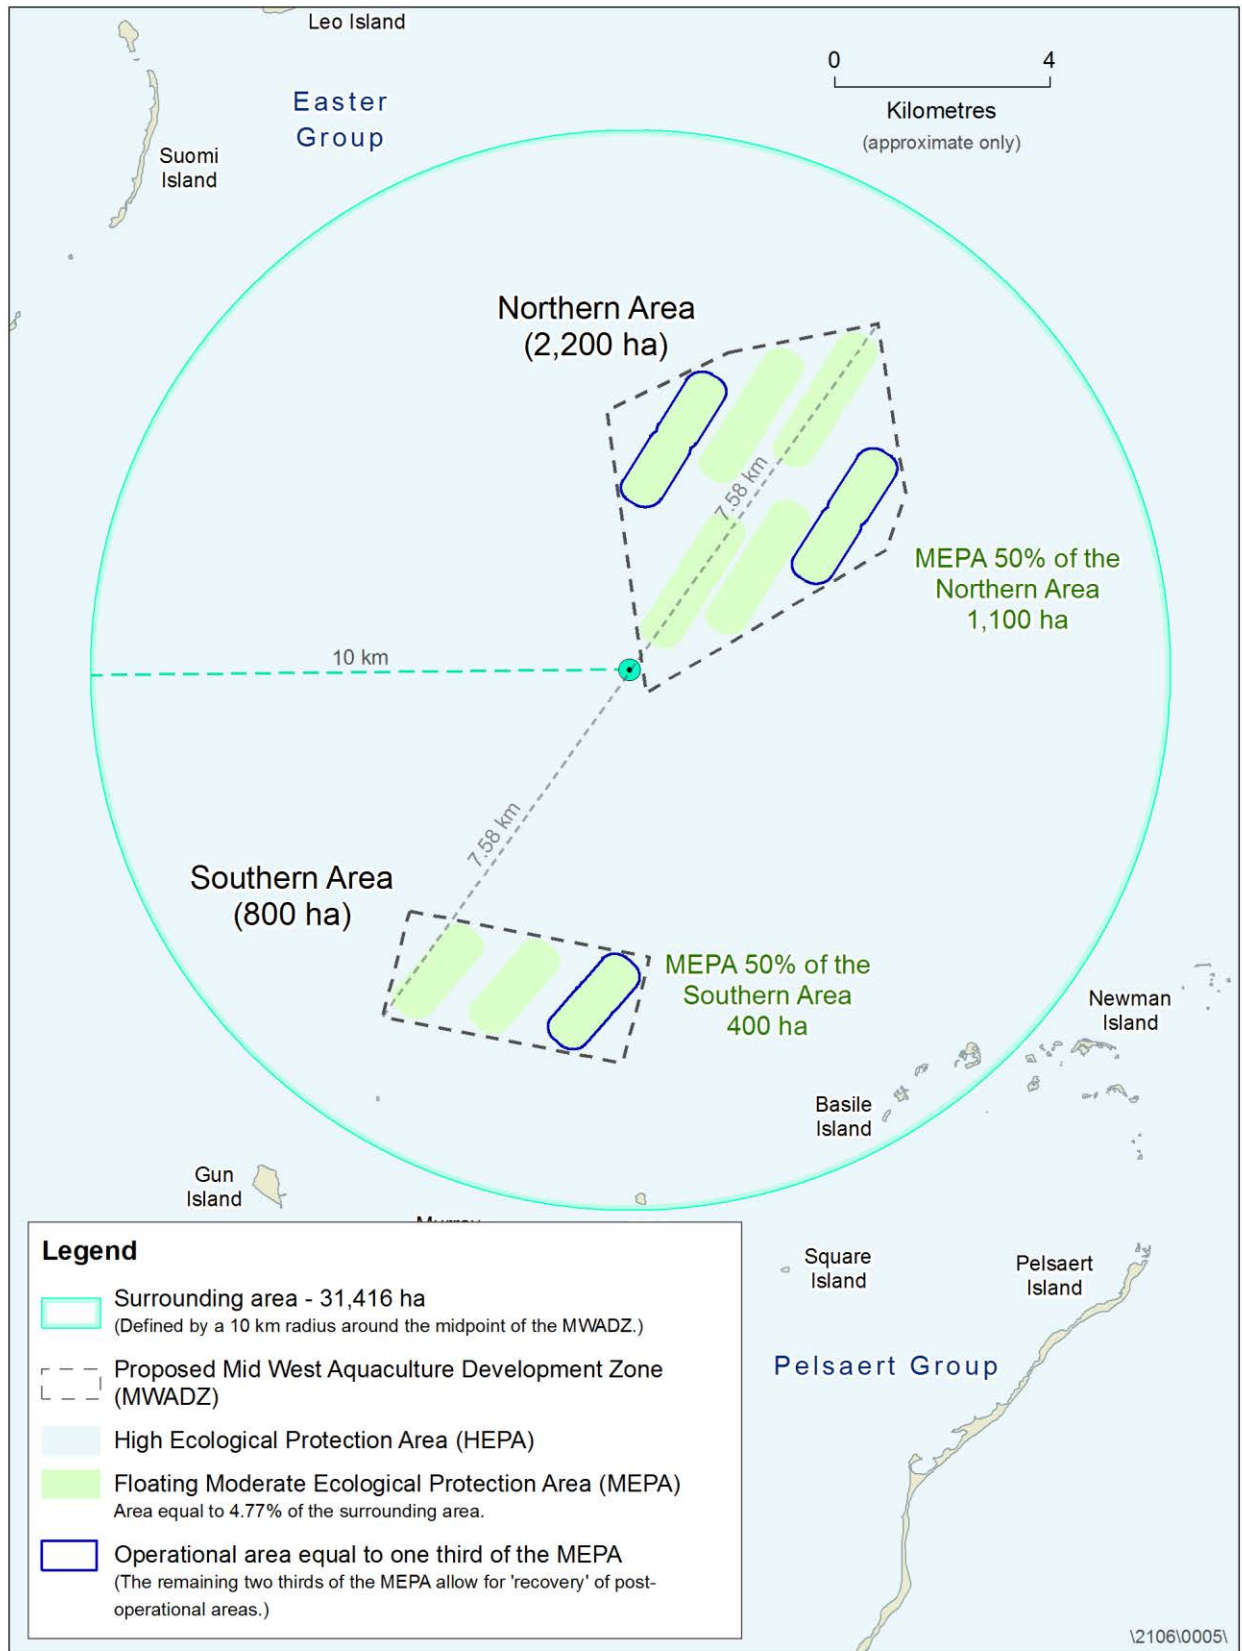 Leo Island
0 4
Kilometres
(approximate only)
Easter
Group
Suomi
Island
Northern Area
(2,200 ha)
7.58 km
MEPA 50% of the
Northern Area
1,100 ha
10 km
7.58 km
Southern Area
(800 ha)
MEPA 50% of the
Southern Area
400 ha
Newman
Island
Basile
Island
Gun
Island
Square
Island
Pelsaert
Island
Pelsaert Group
Legend
Surrounding area - 31,416 ha
(Defined by a 10 km radius around the midpoint of the MWADZ.)
Proposed Mid West Aquaculture Development Zone
(MWADZ)
High Ecological Protection Area (HEPA)
Floating Moderate Ecological Protection Area (MEPA)
Area equal to 4.77% of the surrounding area.
Operational area equal to one third of the MEPA
(The remaining two thirds of the MEPA allow for 'recovery' of post-
operational areas.)
\2106\0005\